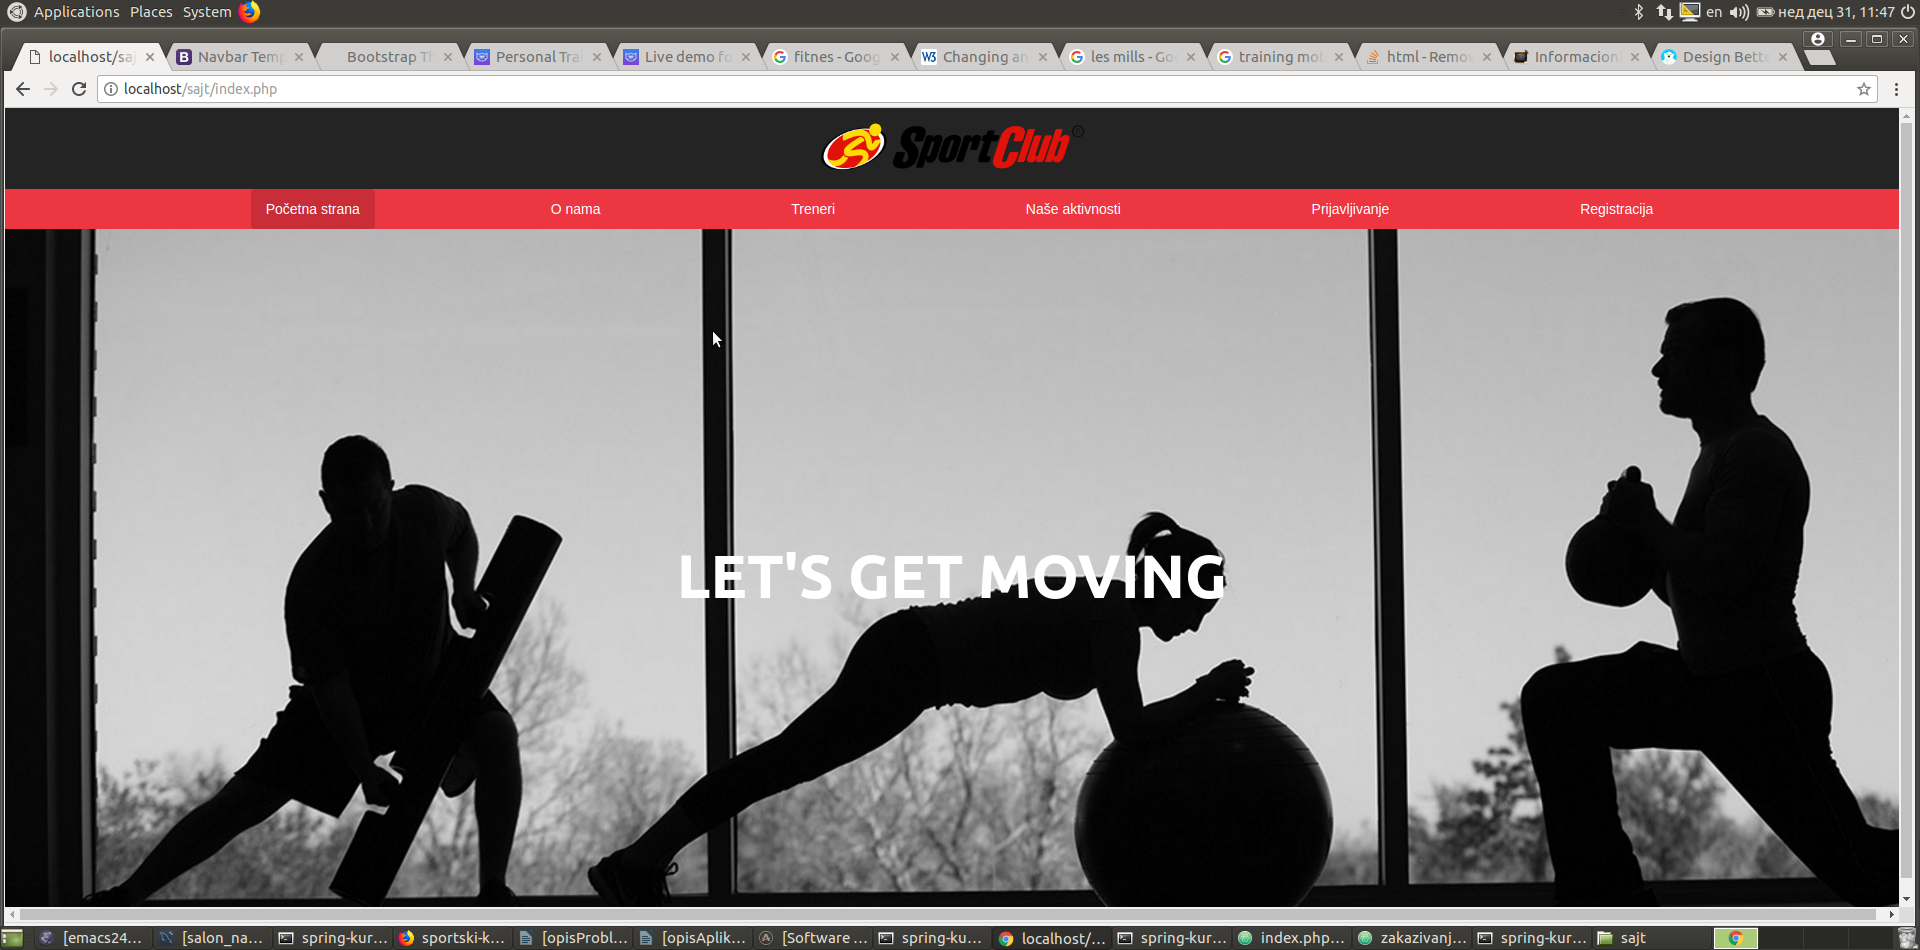 Applications Places System en нед дец 31, 11:47
localhost/saj Navbar Temp Bootstrap Th Personal Trai Live demo fo fitnes - Goog Changing an les mills - Go training mot html - Remov Informacion Design Bette
localhost/sajt/index.php
SportClub®
Početna strana O nama Treneri Naše aktivnosti Prijavljivanje Registracija
LET'S GET MOVING
[emacs24... [salon_na... spring-kur... sportski-k... [opisProbl... [opisAplik... [Software ... spring-ku... localhost/... spring-kur... index.php... zakazivanj... spring-kur... sajt